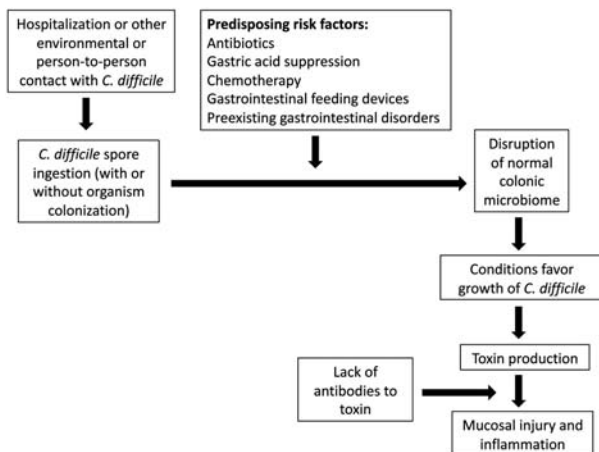 Hospitalization or other
environmental or
person-to-person
contact with C. difficile
Predisposing risk factors:
Antibiotics
Gastric acid suppression
Chemotherapy
Gastrointestinal feeding devices
Preexisting gastrointestinal disorders
C. difficile spore
ingestion (with or
without organism
colonization)
Disruption
of normal
colonic
microbiome
Conditions favor
growth of C. difficile
Toxin production
Lack of
antibodies to
toxin
Mucosal injury and
inflammation